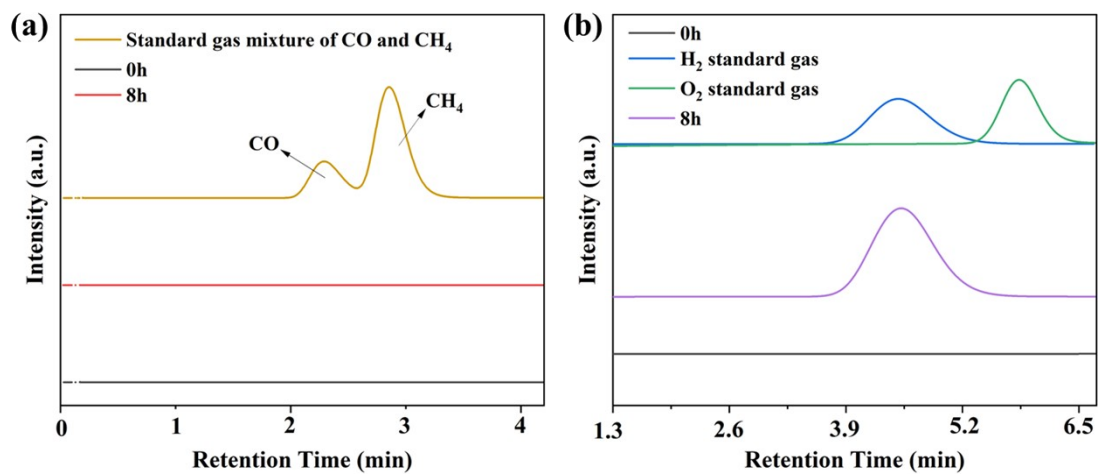 (a)
Standard gas mixture of CO and CH₄
0h
8h
CO
CH₄
Intensity (a.u.)
0 1 2 3 4
Retention Time (min)
(b)
0h
H₂ standard gas
O₂ standard gas
8h
Intensity (a.u.)
1.3 2.6 3.9 5.2 6.5
Retention Time (min)